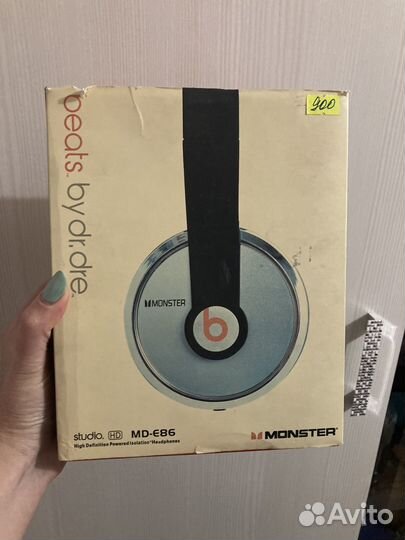 900
beats. by dr. dre.
MONSTER
b
studio. HD MD-E86
High Definition Powered Isolation Headphones
MONSTER
Avito